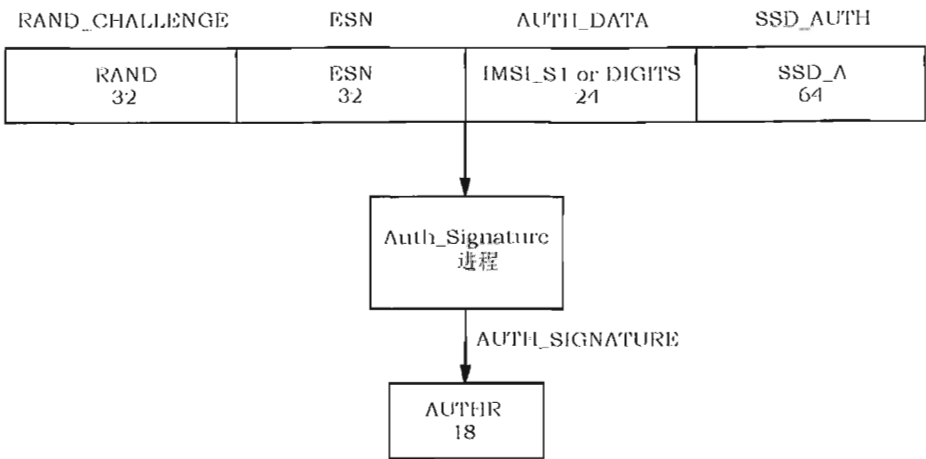 RAND_CHALLENGE ESN AUTH_DATA SSD_AUTH
RAND ESN IMSI_S1 or DIGITS SSD_A
32 32 24 64
Auth_Signature
进程
AUTH_SIGNATURE
AUTHR
18